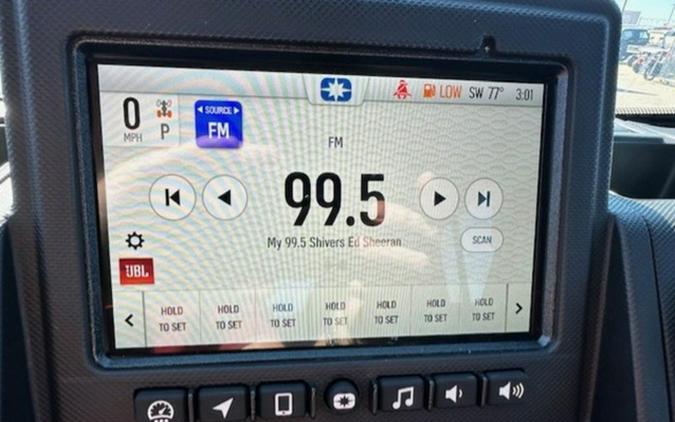 0
MPH
P
SOURCE
FM
LOW SW 77° 3:01
FM
99.5
My 99.5 Shivers Ed Sheeran
SCAN
JBL
HOLD TO SET
HOLD TO SET
HOLD TO SET
HOLD TO SET
HOLD TO SET
HOLD TO SET
HOLD TO SET